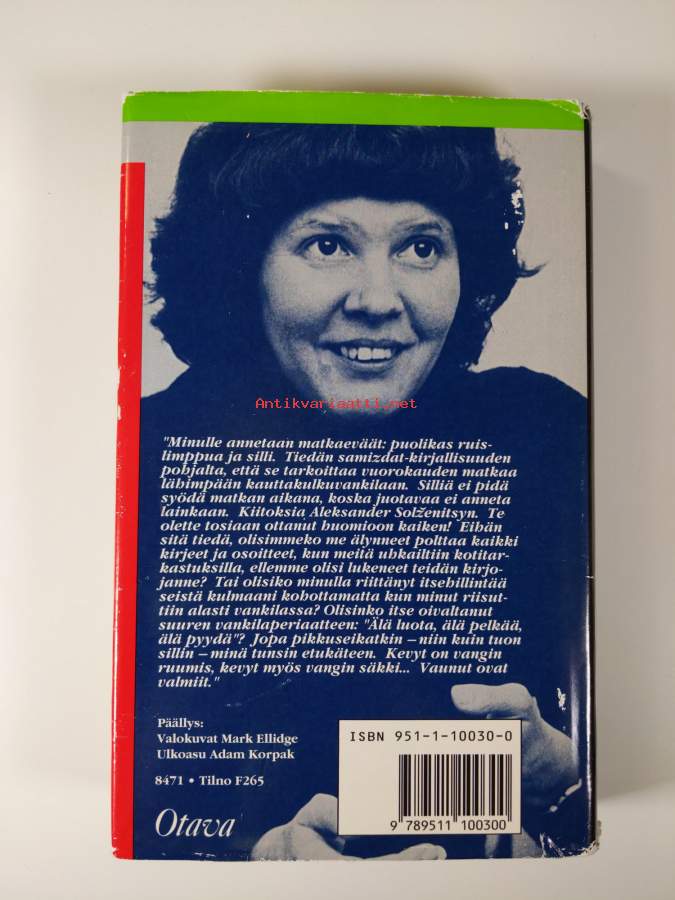 Antikvariaatti.net
"Minulle annetaan matkaeväät: puolikas ruis-
limppua ja silli. Tiedän samizdat-kirjallisuuden
pohjalta, että se tarkoittaa vuorokauden matkaa
lähimpään kauttakulkuvankilaan. Silliä ei pidä
syödä matkan aikana, koska juotavaa ei anneta
lainkaan. Kiitoksia Aleksander Solženitsyn. Te
olette tosiaan ottanut huomioon kaiken! Eihän
sitä tiedä, olisimmeko me älynneet polttaa kaikki
kirjeet ja osoitteet, kun meitä uhkailtiin kotitar-
kastuksilla, ellemme olisi lukeneet teidän kirjo-
janne? Tai olisiko minulla riittänyt itsehillintää
seistä kulmaani kohottamatta kun minut riisut-
tiin alasti vankilassa? Olisinko itse oivaltanut
suuren vankilaperiaatteen: "Älä luota, älä pelkää,
älä pyydä"? Jopa pikkuseikatkin – niin kuin tuon
sillin – minä tunsin etukäteen. Kevyt on vangin
ruumis, kevyt myös vangin säkki... Vaunut ovat
valmiit."
Päällys:
Valokuvat Mark Ellidge
Ulkoasu Adam Korpak
8471 • Tilno F265
Otava
ISBN 951-1-10030-0
9 789511 100300